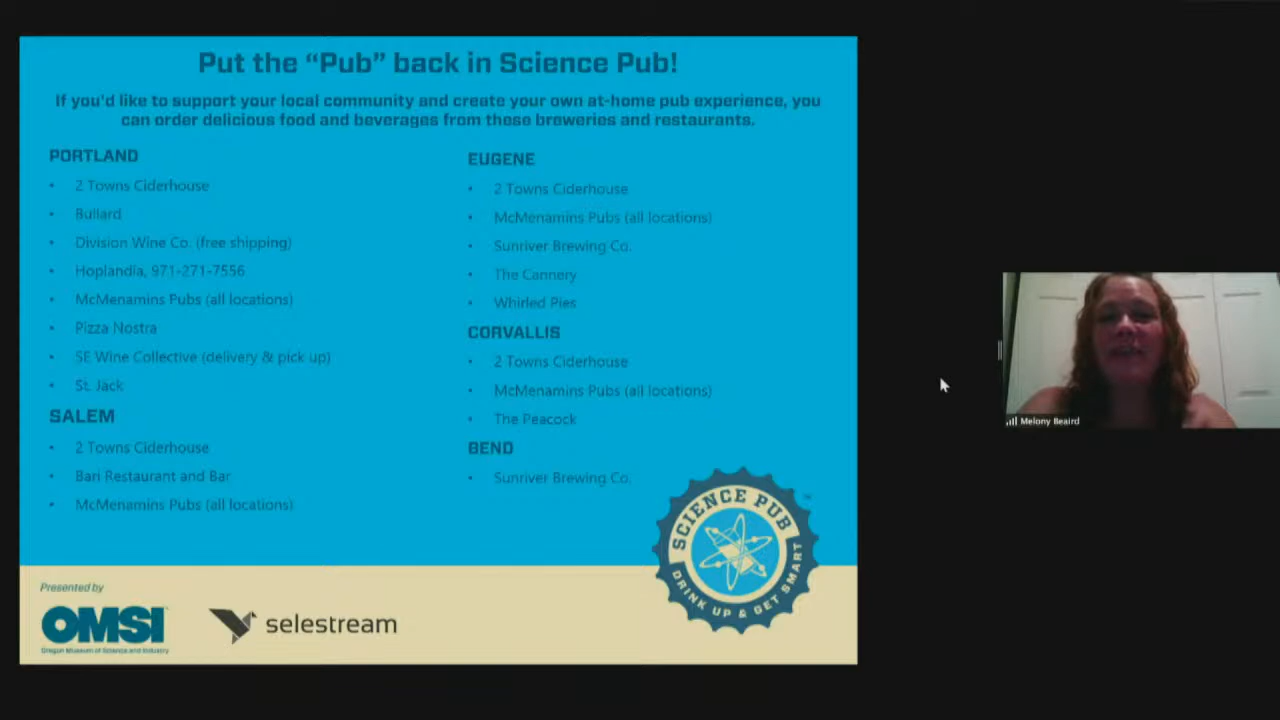 Put the “Pub” back in Science Pub!
If you'd like to support your local community and create your own at-home pub experience, you
can order delicious food and beverages from these breweries and restaurants.
PORTLAND
• 2 Towns Ciderhouse
• Bullard
• Division Wine Co. (free shipping)
• Hoplandia, 971-271-7556
• McMenamins Pubs (all locations)
• Pizza Nostra
• SE Wine Collective (delivery & pick up)
• St. Jack
SALEM
• 2 Towns Ciderhouse
• Bari Restaurant and Bar
• McMenamins Pubs (all locations)
EUGENE
• 2 Towns Ciderhouse
• McMenamins Pubs (all locations)
• Sunriver Brewing Co.
• The Cannery
• Whirled Pies
CORVALLIS
• 2 Towns Ciderhouse
• McMenamins Pubs (all locations)
• The Peacock
BEND
• Sunriver Brewing Co.
SCIENCE PUB
DRINK UP & GET SMART
™
Presented by
OMSI
Oregon Museum of Science and Industry
selestream
Melony Beaird